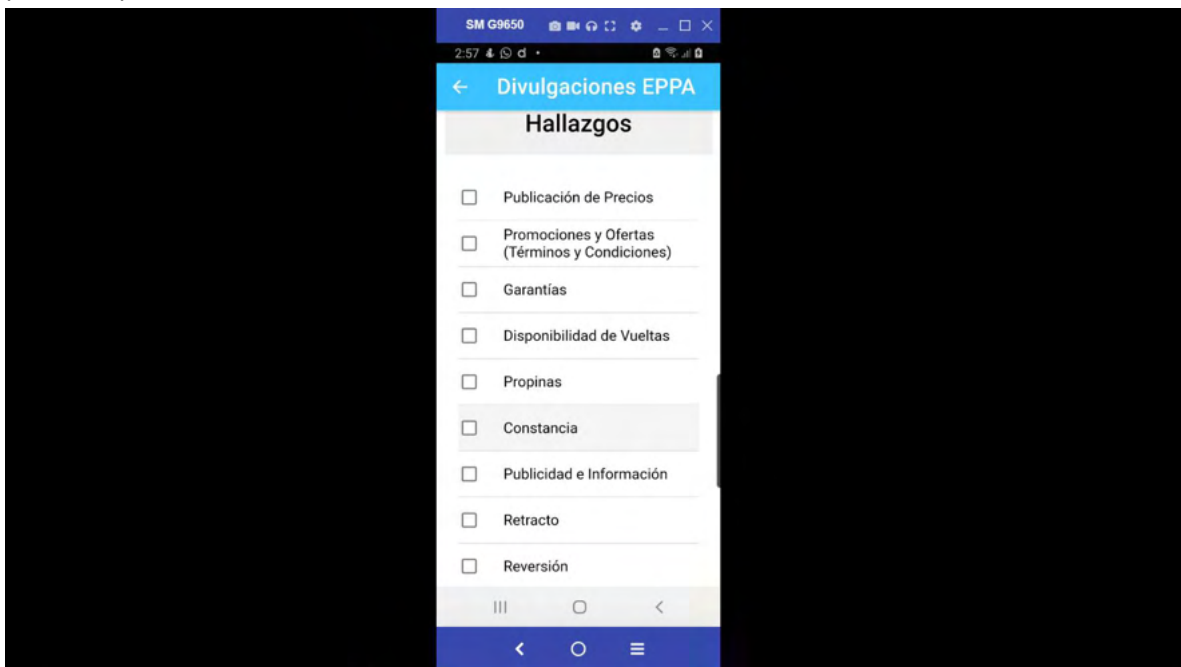 SM G9650
2:57
Divulgaciones EPPA
Hallazgos
Publicación de Precios
Promociones y Ofertas
(Términos y Condiciones)
Garantías
Disponibilidad de Vueltas
Propinas
Constancia
Publicidad e Información
Retracto
Reversión